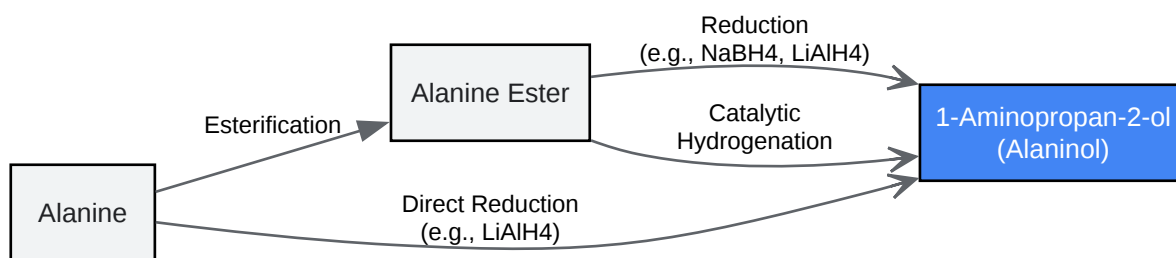 Reduction
(e.g., NaBH4, LiAlH4)
Alanine Ester
Esterification
Catalytic
Hydrogenation
1-Aminopropan-2-ol
(Alaninol)
Alanine
Direct Reduction
(e.g., LiAlH4)